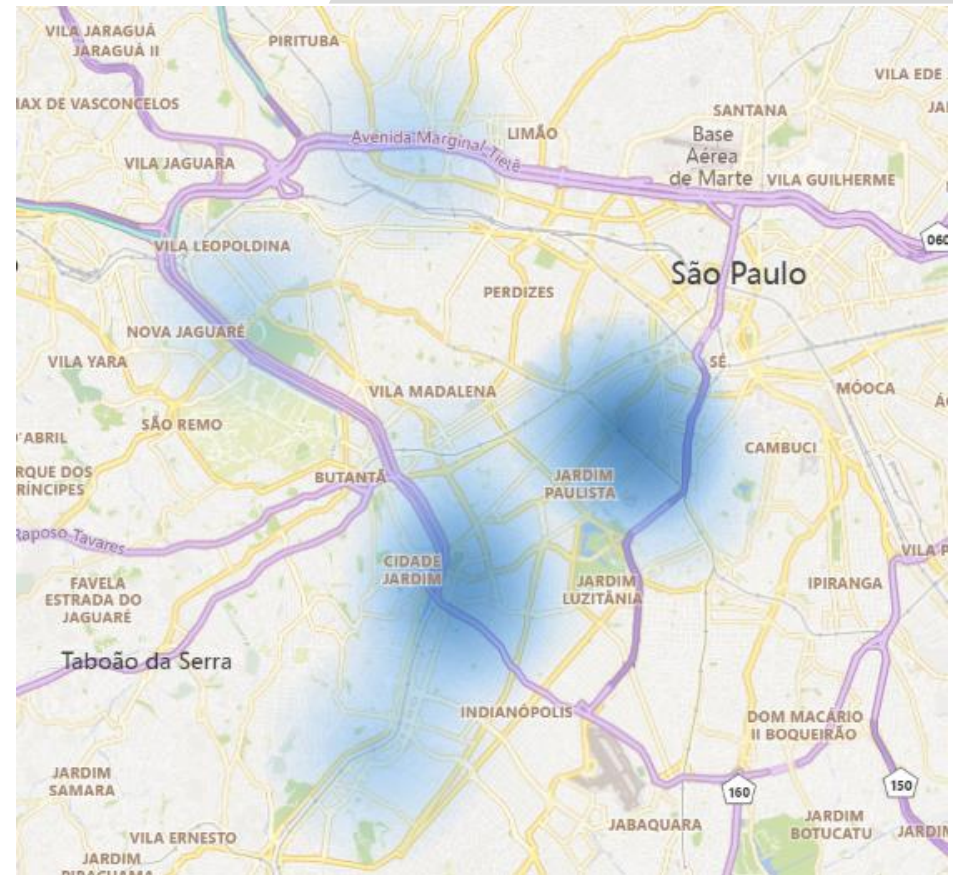 VILA JARAGUÁ
JARAGUÁ II
PIRITUBA
VILA EDE
MAX DE VASCONCELOS
SANTANA
JA
Avenida Marginal Tietê
LIMÃO
Base
Aérea
de Marte
VILA JAGUARA
VILA GUILHERME
060
VILA LEOPOLDINA
São Paulo
PERDIZES
NOVA JAGUARÉ
VILA YARA
SÉ
VILA MADALENA
MÓOCA
SÃO REMO
D'ABRIL
CAMBUCI
RQUE DOS
RÍNCIPES
BUTANTÃ
JARDIM
PAULISTA
Raposo Tavares
CIDADE
JARDIM
VILA P
FAVELA
ESTRADA DO
JAGUARÉ
JARDIM
LUZITÂNIA
IPIRANGA
Taboão da Serra
INDIANÓPOLIS
DOM MACÁRIO
II BOQUEIRÃO
JARDIM
SAMARA
160
150
JABAQUARA
JARDIM
BOTUCATU
JARDIM
VILA ERNESTO
JARDIM